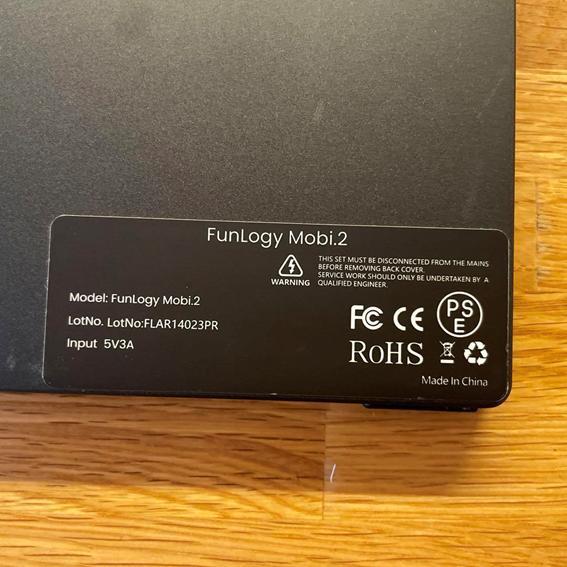 FunLogy Mobi.2
WARNING
THIS SET MUST BE DISCONNECTED FROM THE MAINS
BEFORE REMOVING BACK COVER.
SERVICE WORK SHOULD ONLY BE UNDERTAKEN BY A
QUALIFIED ENGINEER.
Model: FunLogy Mobi.2
LotNo. LotNo:FLAR14023PR
Input 5V3A
FC CE PSE
RoHS
Made In China